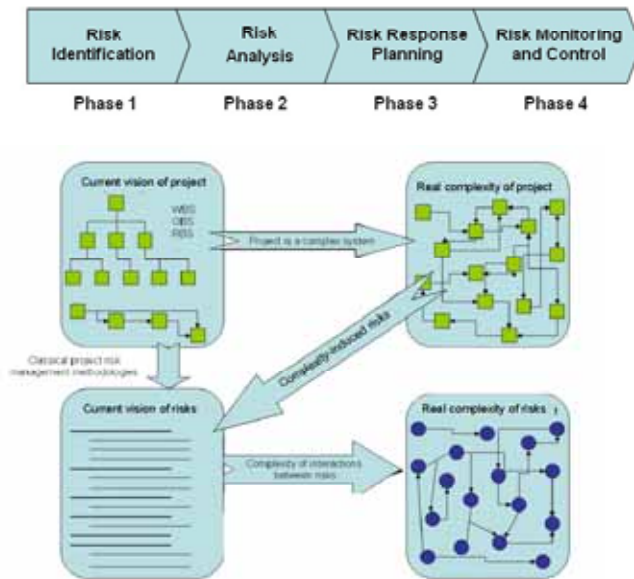 Risk
Identification
Risk
Analysis
Risk Response
Planning
Risk Monitoring
and Control
Phase 1
Phase 2
Phase 3
Phase 4
Current vision of project
WBS
OBS
RBS
Project is a complex system
Real complexity of project
Complexity-induced risks
Classical project risk
management methodologies
Current vision of risks
Complexity of interactions
between risks
Real complexity of risks